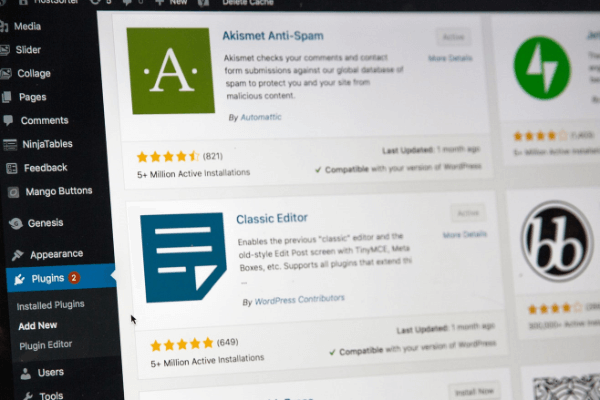 HostSorter
5
New
Delete Cache
Media
Slider
Collage
Pages
Comments
NinjaTables
Feedback
Mango Buttons
Genesis
Appearance
Plugins 2
Installed Plugins
Add New
Plugin Editor
Users
Tools
A
Akismet Anti-Spam
Active
More Details
Akismet checks your comments and contact
form submissions against our global database of
spam to protect you and your site from
malicious content.
By Automattic
(821)
5+ Million Active Installations
Last Updated: 1 month ago
Compatible with your version of WordPress
Classic Editor
Active
More Details
Enables the previous "classic" editor and the
old-style Edit Post screen with TinyMCE, Meta
Boxes, etc. Supports all plugins that extend thi
...
By WordPress Contributors
(649)
5+ Million Active Installations
Last Updated: 1 month ago
Compatible with your version of WordPress
Install Now
5+ Million Active Installations
bb
300,000+ Active Insta